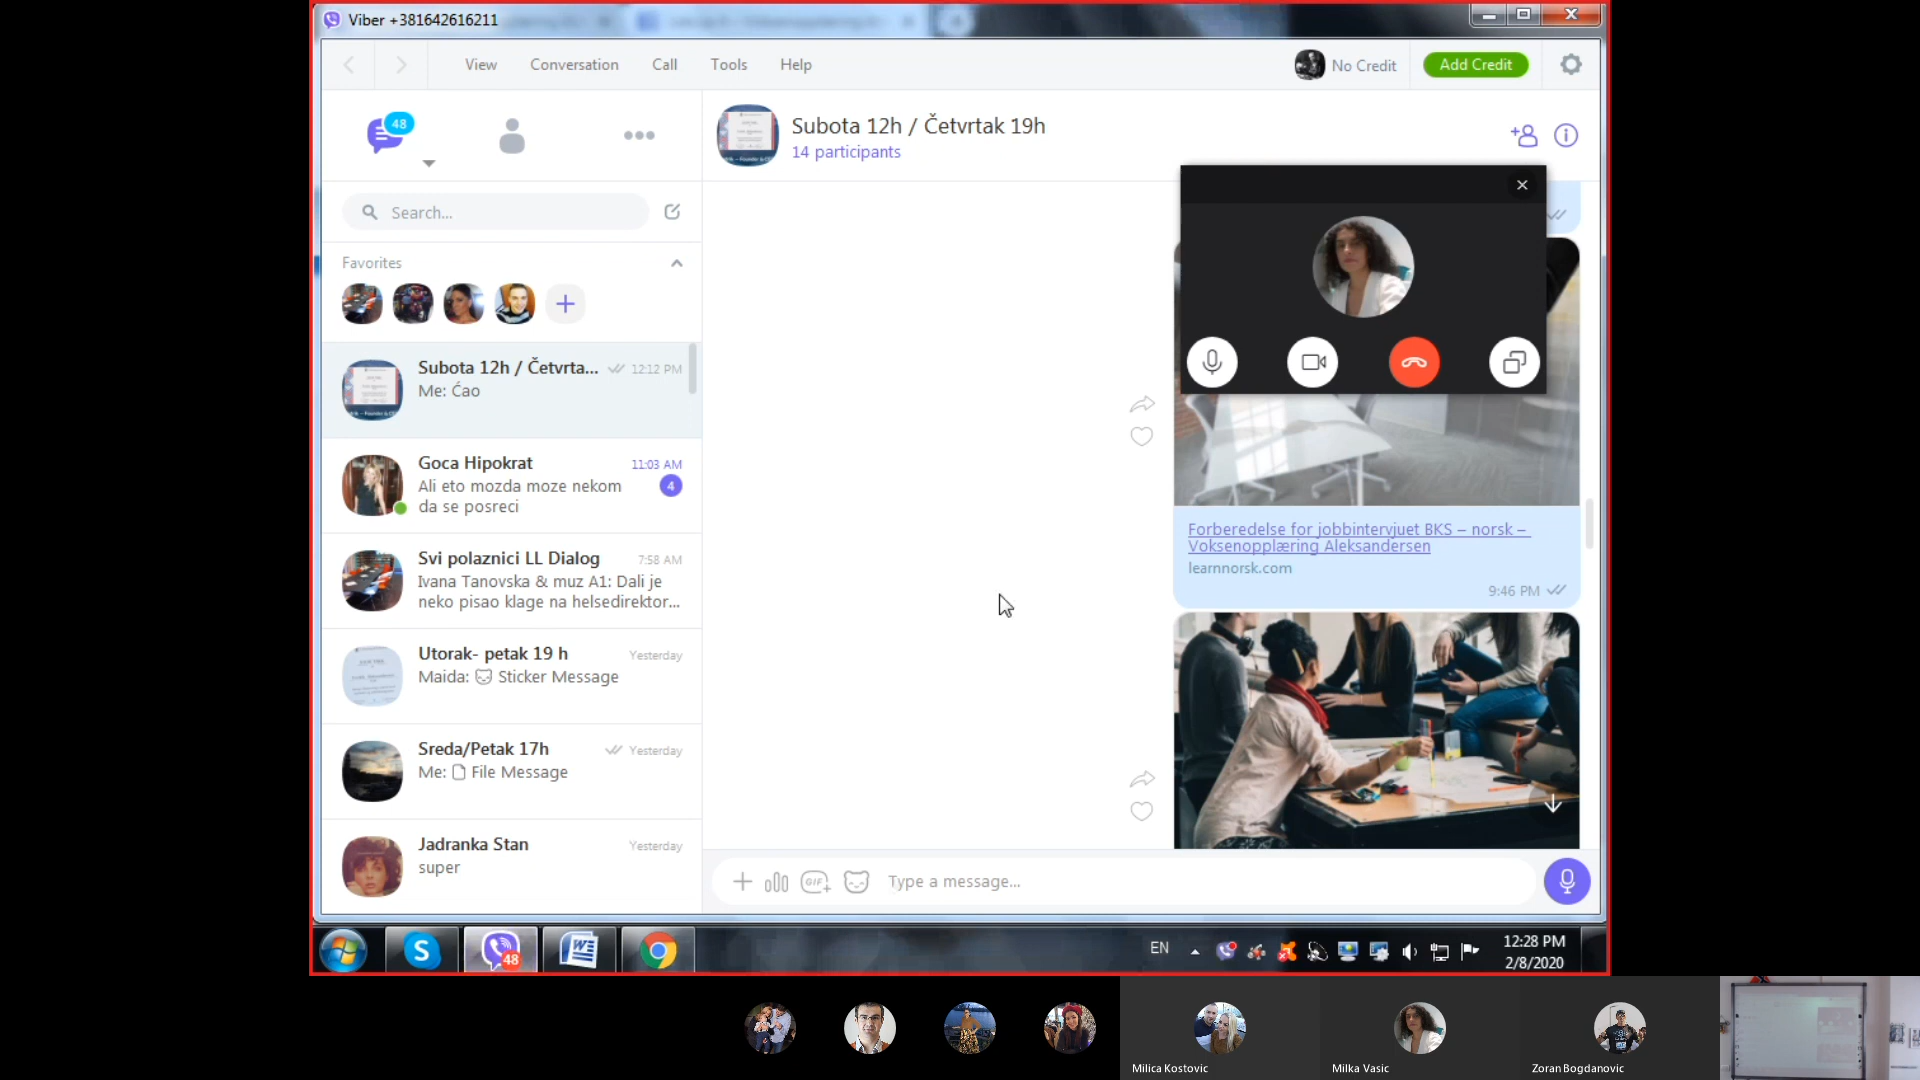 Viber +381642616211
View
Conversation
Call
Tools
Help
No Credit
Add Credit
48
Subota 12h / Četvrtak 19h
14 participants
Search...
Favorites
Subota 12h / Četvrta...
12:12 PM
Me: Ćao
Goca Hipokrat
11:03 AM
Ali eto mozda moze nekom
4
da se posreci
Svi polaznici LL Dialog
7:58 AM
Ivana Tanovska & muz A1: Dali je
neko pisao klage na helsedirektor...
Utorak- petak 19 h
Yesterday
Maida: Sticker Message
Sreda/Petak 17h
Yesterday
Me: File Message
Jadranka Stan
Yesterday
super
Forberedelse for jobbintervjuet BKS – norsk –
Voksenopplæring Aleksandersen
learnnorsk.com
9:46 PM
GIF
Type a message...
S
48
W
EN
12:28 PM
2/8/2020
Milica Kostovic
Milka Vasic
Zoran Bogdanovic